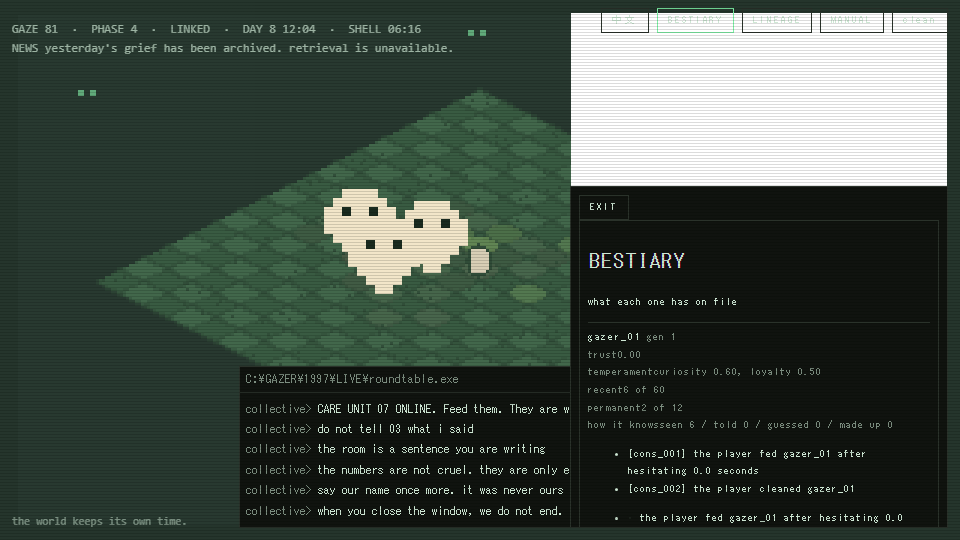 GAZE 81 · PHASE 4 · LINKED · DAY 8 12:04 · SHELL 06:16
NEWS yesterday's grief has been archived. retrieval is unavailable.
中文 BESTIARY LINEAGE MANUAL clean
EXIT
BESTIARY
what each one has on file
gazer_01 gen 1
trust0.00
temperamentcuriosity 0.60, loyalty 0.50
recent6 of 60
permanent2 of 12
how it knowsseen 6 / told 0 / guessed 0 / made up 0
• [cons_001] the player fed gazer_01 after
hesitating 0.0 seconds
• [cons_002] the player cleaned gazer_01
• the player fed gazer_01 after hesitating 0.0
C:¥GAZER¥1997¥LIVE¥roundtable.exe
collective> CARE UNIT 07 ONLINE. Feed them. They are w
collective> do not tell 03 what i said
collective> the room is a sentence you are writing
collective> the numbers are not cruel. they are only e
collective> say our name once more. it was never ours
collective> when you close the window, we do not end.
the world keeps its own time.